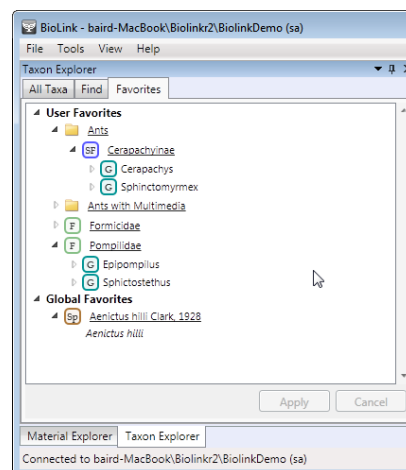 BioLink - baird-MacBook\Biolinkr2\BiolinkDemo (sa)
File Tools View Help
Taxon Explorer
All Taxa Find Favorites
User Favorites
Ants
SF Cerapachyinae
G Cerapachys
G Sphinctomyrmex
Ants with Multimedia
F Formicidae
F Pompilidae
G Epipompilus
G Sphictostethus
Global Favorites
Sp Aenictus hilli Clark, 1928
Aenictus hilli
Apply Cancel
Material Explorer Taxon Explorer
Connected to baird-MacBook\Biolinkr2\BiolinkDemo (sa)